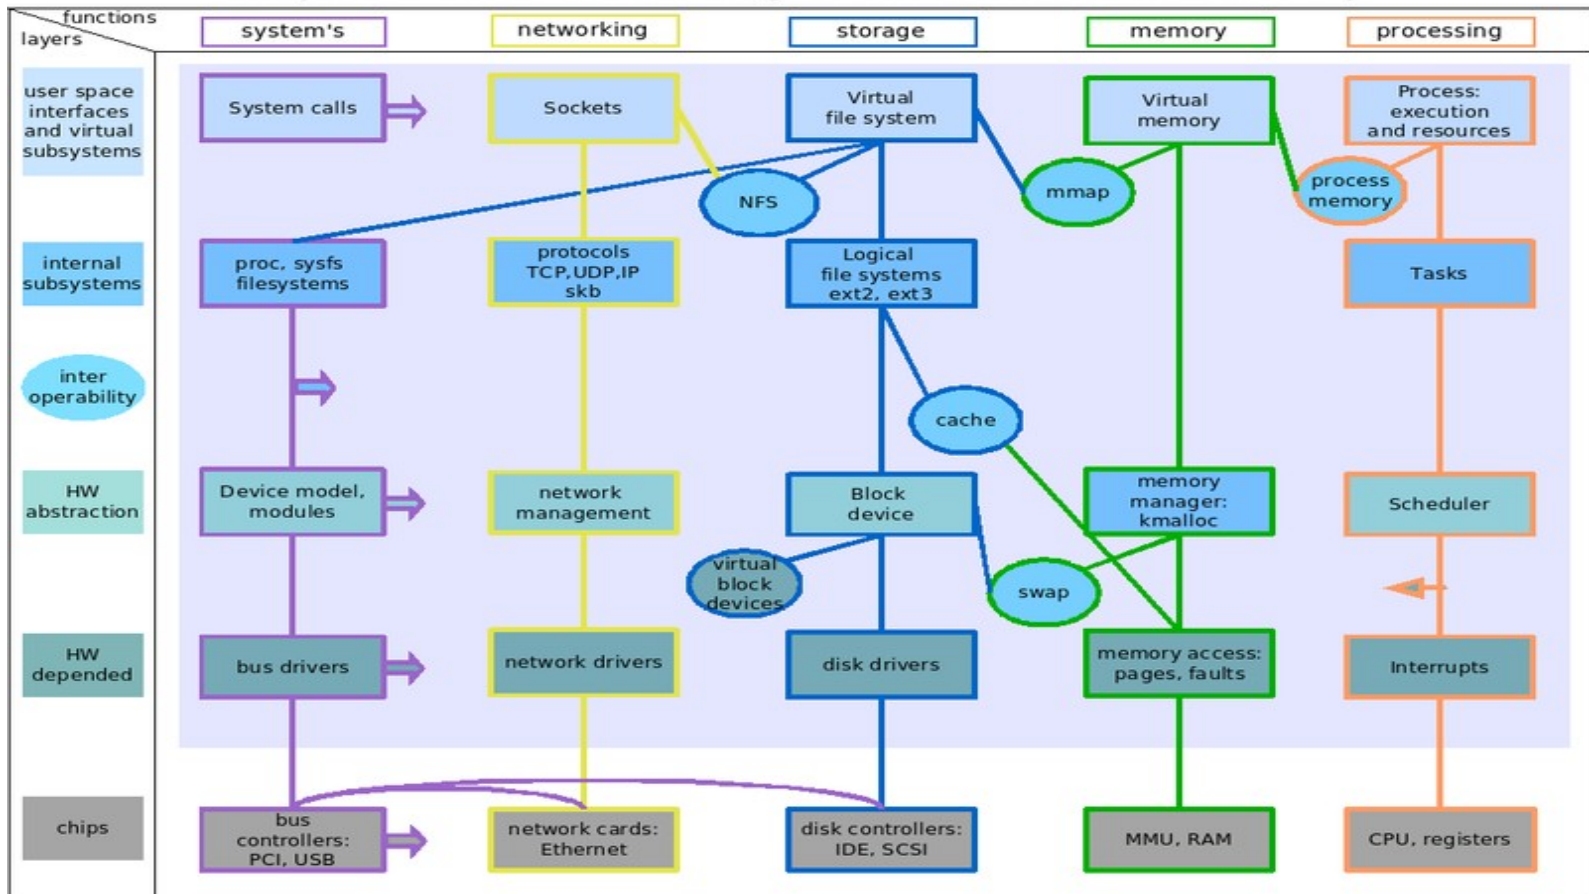 functions
layers
system's
networking
storage
memory
processing
user space
interfaces
and virtual
subsystems
System calls
Sockets
Virtual
file system
Virtual
memory
Process:
execution
and resources
NFS
mmap
process
memory
internal
subsystems
proc, sysfs
filesystems
protocols
TCP,UDP,IP
skb
Logical
file systems
ext2, ext3
Tasks
inter
operability
cache
HW
abstraction
Device model,
modules
network
management
Block
device
memory
manager:
kmalloc
Scheduler
virtual
block
devices
swap
HW
depended
bus drivers
network drivers
disk drivers
memory access:
pages, faults
Interrupts
chips
bus
controllers:
PCI, USB
network cards:
Ethernet
disk controllers:
IDE, SCSI
MMU, RAM
CPU, registers